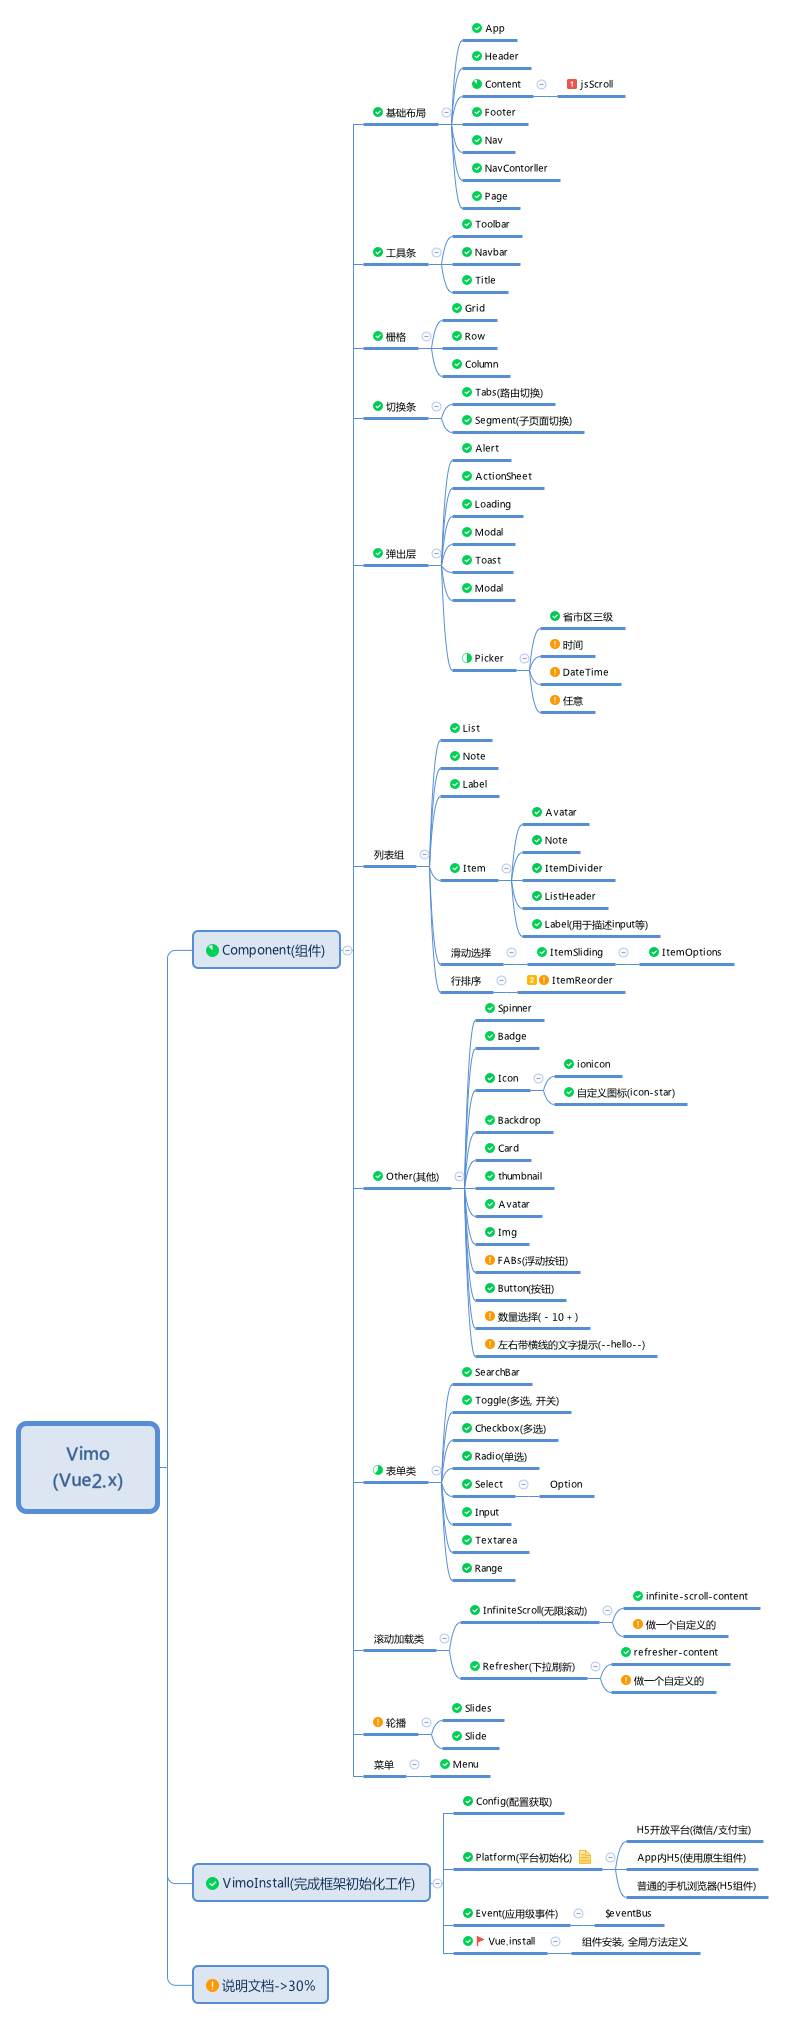 Vimo
(Vue2.x)
Component(组件)
基础布局
App
Header
Content
1 jsScroll
Footer
Nav
NavContorller
Page
工具条
Toolbar
Navbar
Title
栅格
Grid
Row
Column
切换条
Tabs(路由切换)
Segment(子页面切换)
弹出层
Alert
ActionSheet
Loading
Modal
Toast
Modal
Picker
省市区三级
时间
DateTime
任意
列表组
List
Note
Label
Item
Avatar
Note
ItemDivider
ListHeader
Label(用于描述input等)
滑动选择
ItemSliding
ItemOptions
行排序
2 ItemReorder
Other(其他)
Spinner
Badge
Icon
ionicon
自定义图标(icon-star)
Backdrop
Card
thumbnail
Avatar
Img
FABs(浮动按钮)
Button(按钮)
数量选择( - 10 + )
左右带横线的文字提示(--hello--)
表单类
SearchBar
Toggle(多选, 开关)
Checkbox(多选)
Radio(单选)
Select
Option
Input
Textarea
Range
滚动加载类
InfiniteScroll(无限滚动)
infinite-scroll-content
做一个自定义的
Refresher(下拉刷新)
refresher-content
做一个自定义的
轮播
Slides
Slide
菜单
Menu
VimoInstall(完成框架初始化工作)
Config(配置获取)
Platform(平台初始化)
H5开放平台(微信/支付宝)
App内H5(使用原生组件)
普通的手机浏览器(H5组件)
Event(应用级事件)
$eventBus
Vue.install
组件安装, 全局方法定义
说明文档->30%